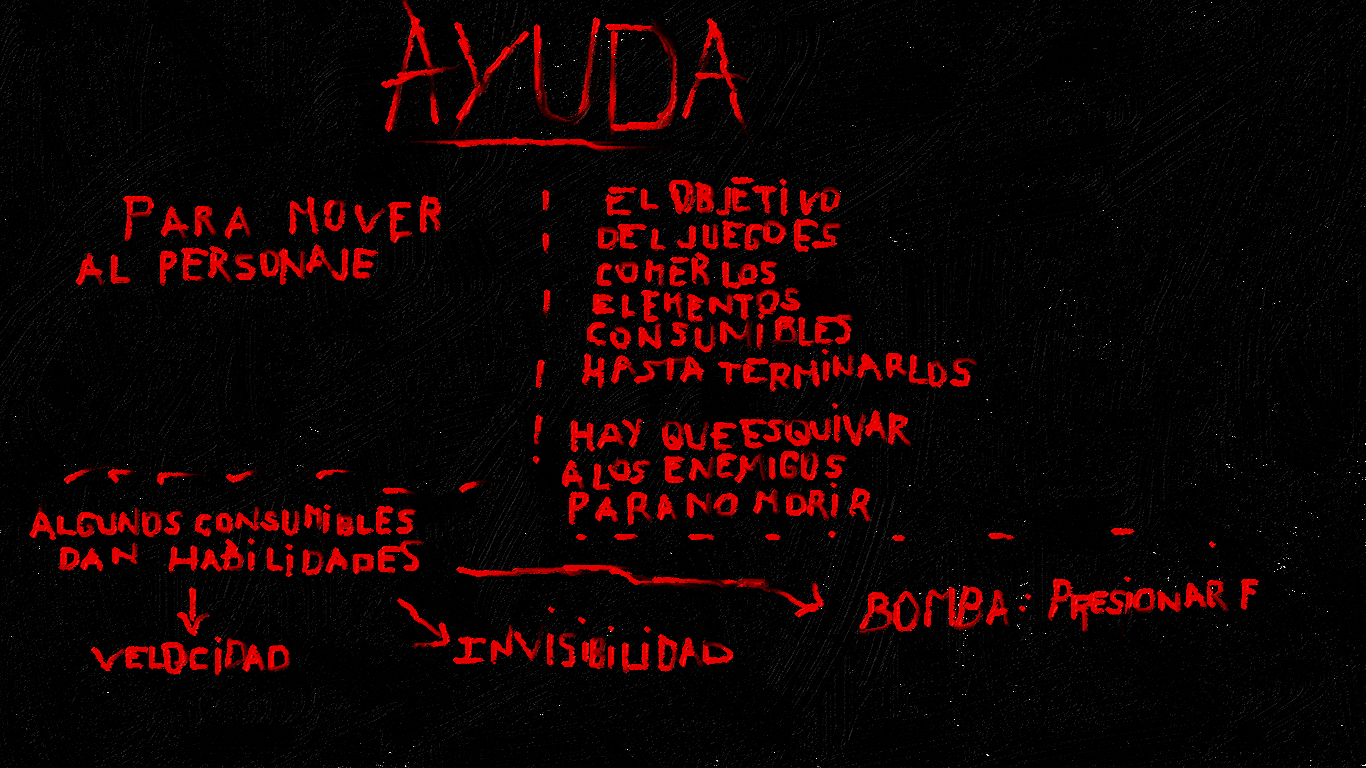 AYUDA
PARA MOVER
AL PERSONAJE
EL OBJETIVO
DEL JUEGO ES
COMER LOS
ELEMENTOS
CONSUMIBLES
HASTA TERMINARLOS
HAY QUE ESQUIVAR
A LOS ENEMIGOS
PARA NO MORIR
ALGUNOS CONSUMIBLES
DAN HABILIDADES
VELOCIDAD
INVISIBILIDAD
BOMBA: PRESIONAR F